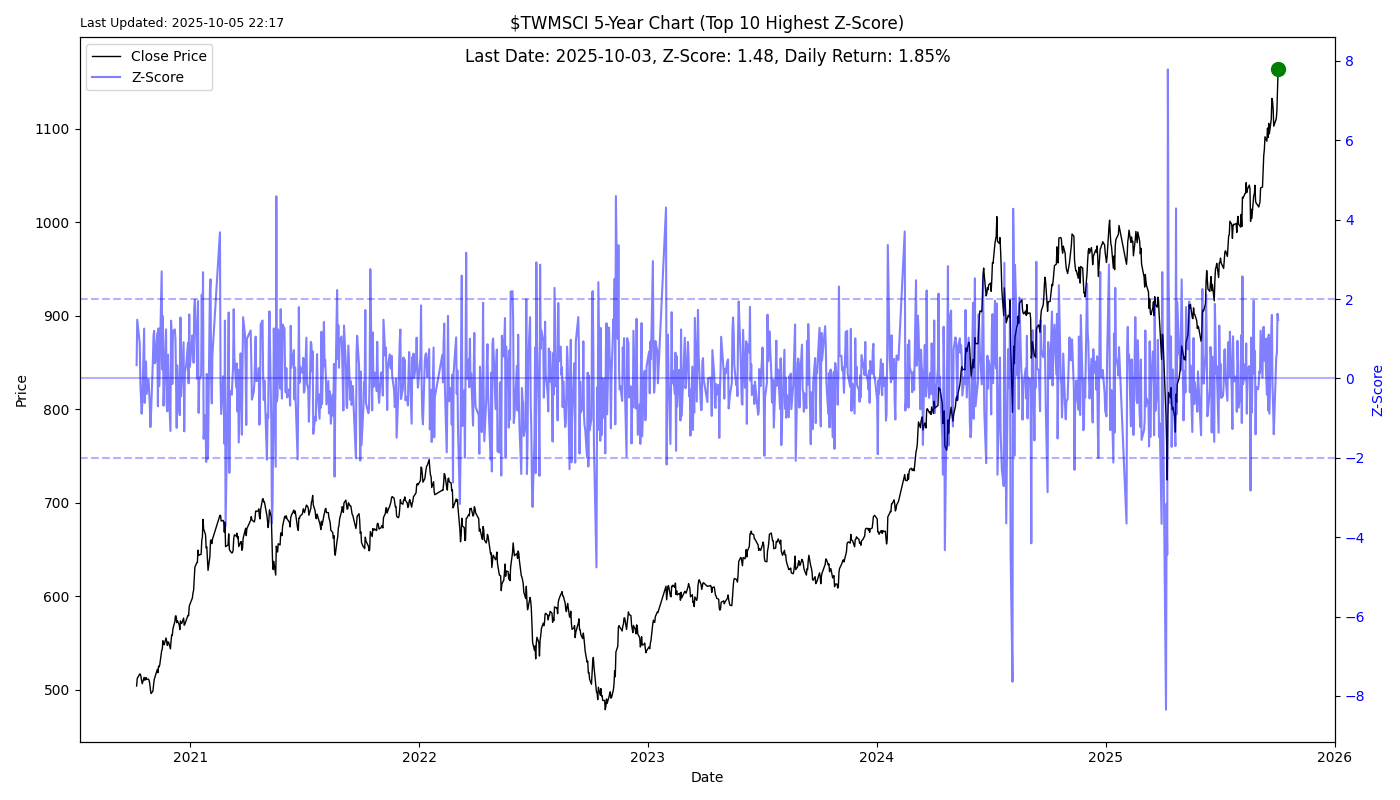 Last Updated: 2025-10-05 22:17
$TWMSCI 5-Year Chart (Top 10 Highest Z-Score)
Last Date: 2025-10-03, Z-Score: 1.48, Daily Return: 1.85%
Close Price
Z-Score
Price
1100
1000
900
800
700
600
500
8
6
4
2
0
−2
−4
−6
−8
Z-Score
2021
2022
2023
2024
2025
2026
Date